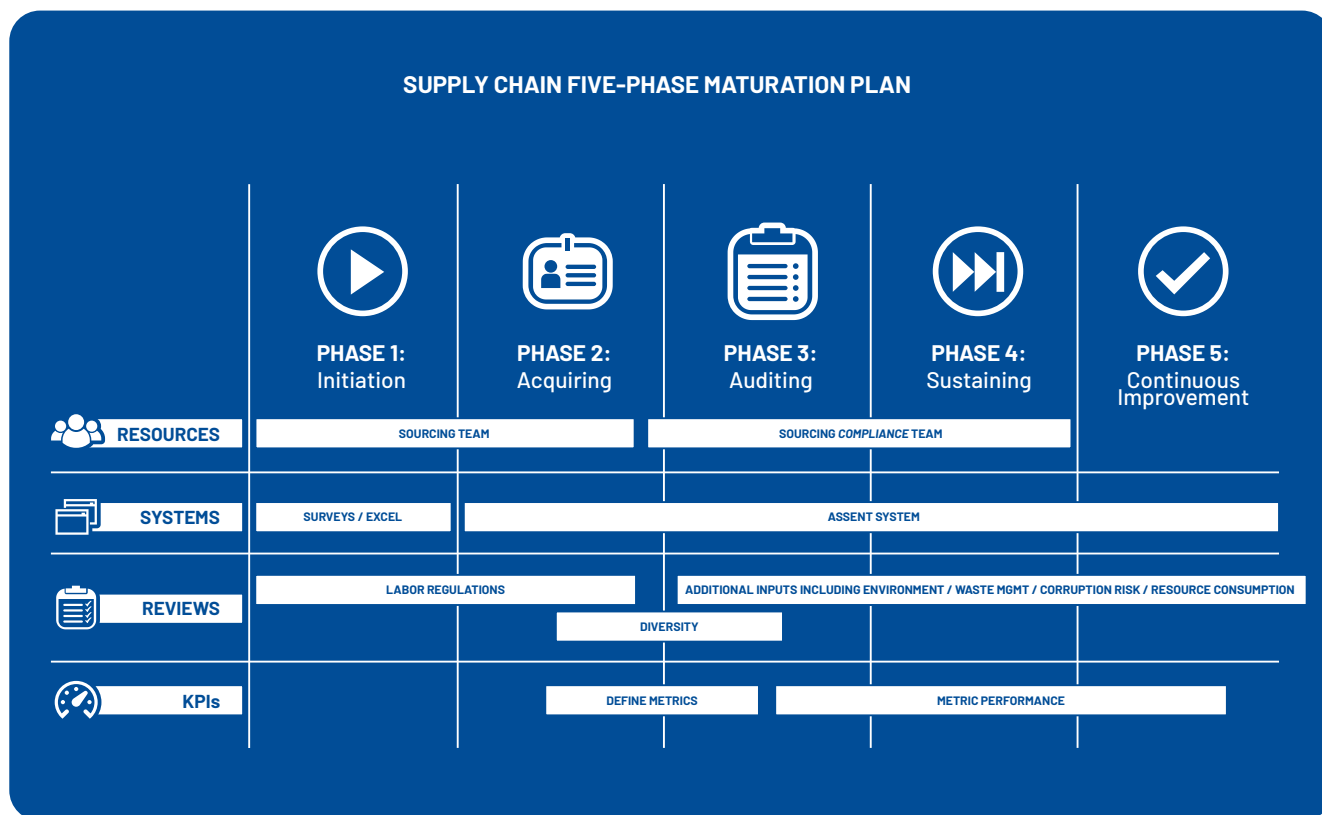 SUPPLY CHAIN FIVE-PHASE MATURATION PLAN
PHASE 1:
Initiation
PHASE 2:
Acquiring
PHASE 3:
Auditing
PHASE 4:
Sustaining
PHASE 5:
Continuous
Improvement
RESOURCES
SOURCING TEAM
SOURCING COMPLIANCE TEAM
SYSTEMS
SURVEYS / EXCEL
ASSENT SYSTEM
REVIEWS
LABOR REGULATIONS
ADDITIONAL INPUTS INCLUDING ENVIRONMENT / WASTE MGMT / CORRUPTION RISK / RESOURCE CONSUMPTION
DIVERSITY
KPIs
DEFINE METRICS
METRIC PERFORMANCE